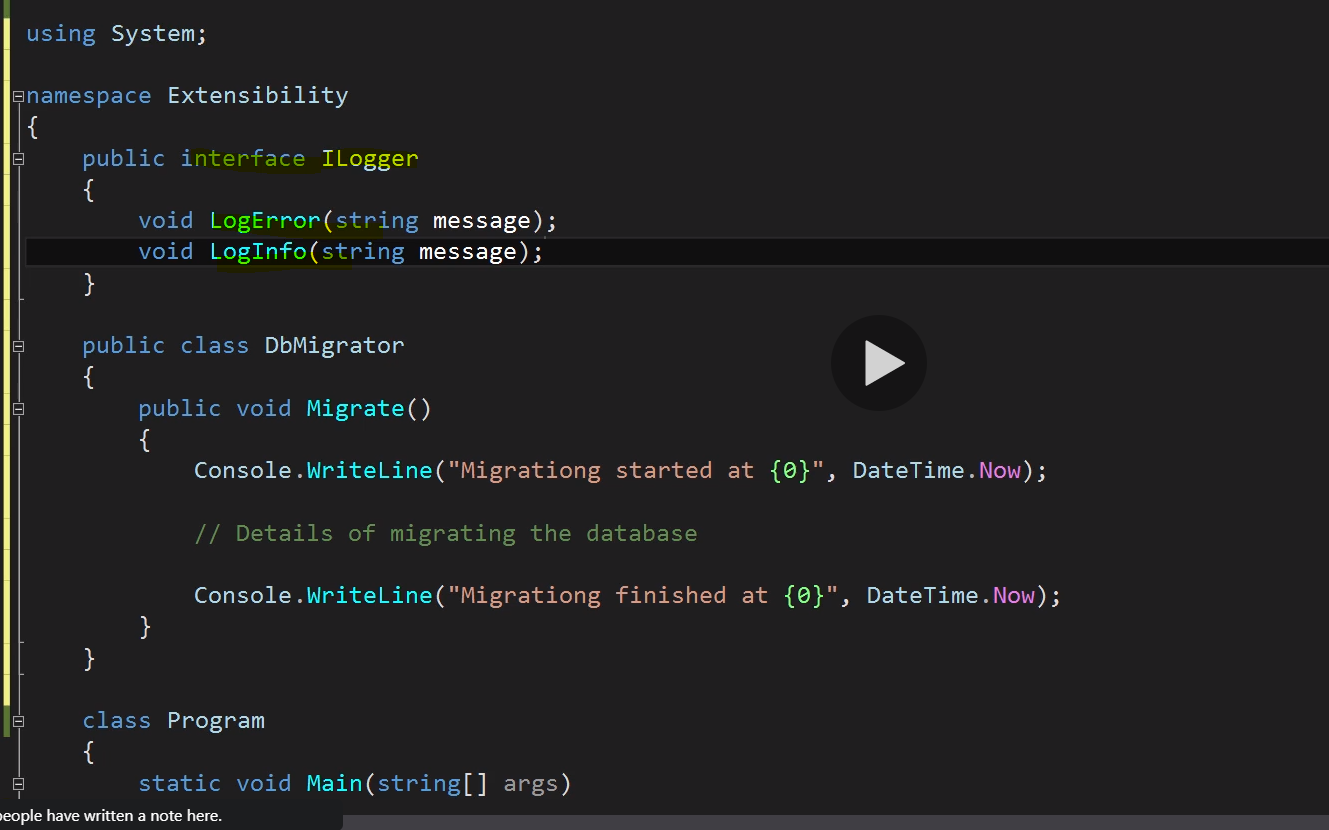 using System;
namespace Extensibility
{
public interface ILogger
{
void LogError(string message);
void LogInfo(string message);
}
public class DbMigrator
{
public void Migrate()
{
Console.WriteLine("Migrationg started at {0}", DateTime.Now);
// Details of migrating the database
Console.WriteLine("Migrationg finished at {0}", DateTime.Now);
}
}
class Program
{
static void Main(string[] args)
people have written a note here.